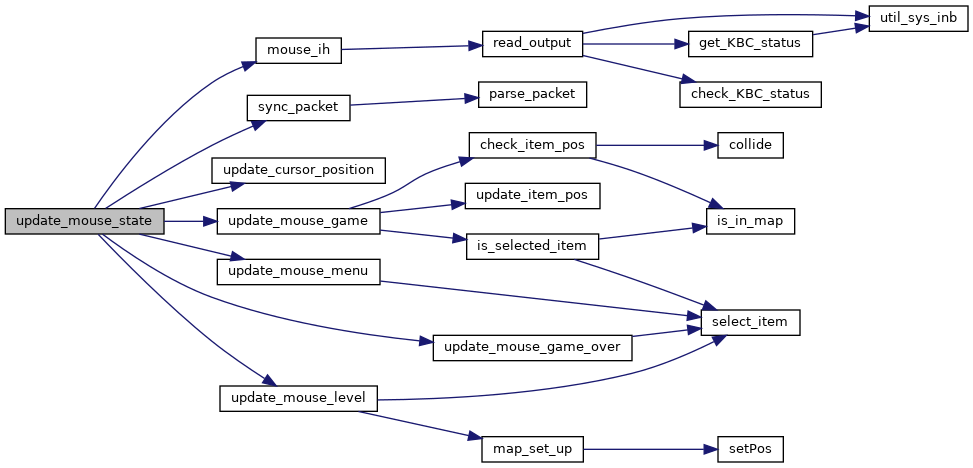 update_mouse_state
mouse_ih
read_output
util_sys_inb
get_KBC_status
check_KBC_status
sync_packet
parse_packet
update_cursor_position
update_mouse_game
check_item_pos
collide
update_item_pos
is_in_map
is_selected_item
update_mouse_menu
select_item
update_mouse_game_over
update_mouse_level
map_set_up
setPos